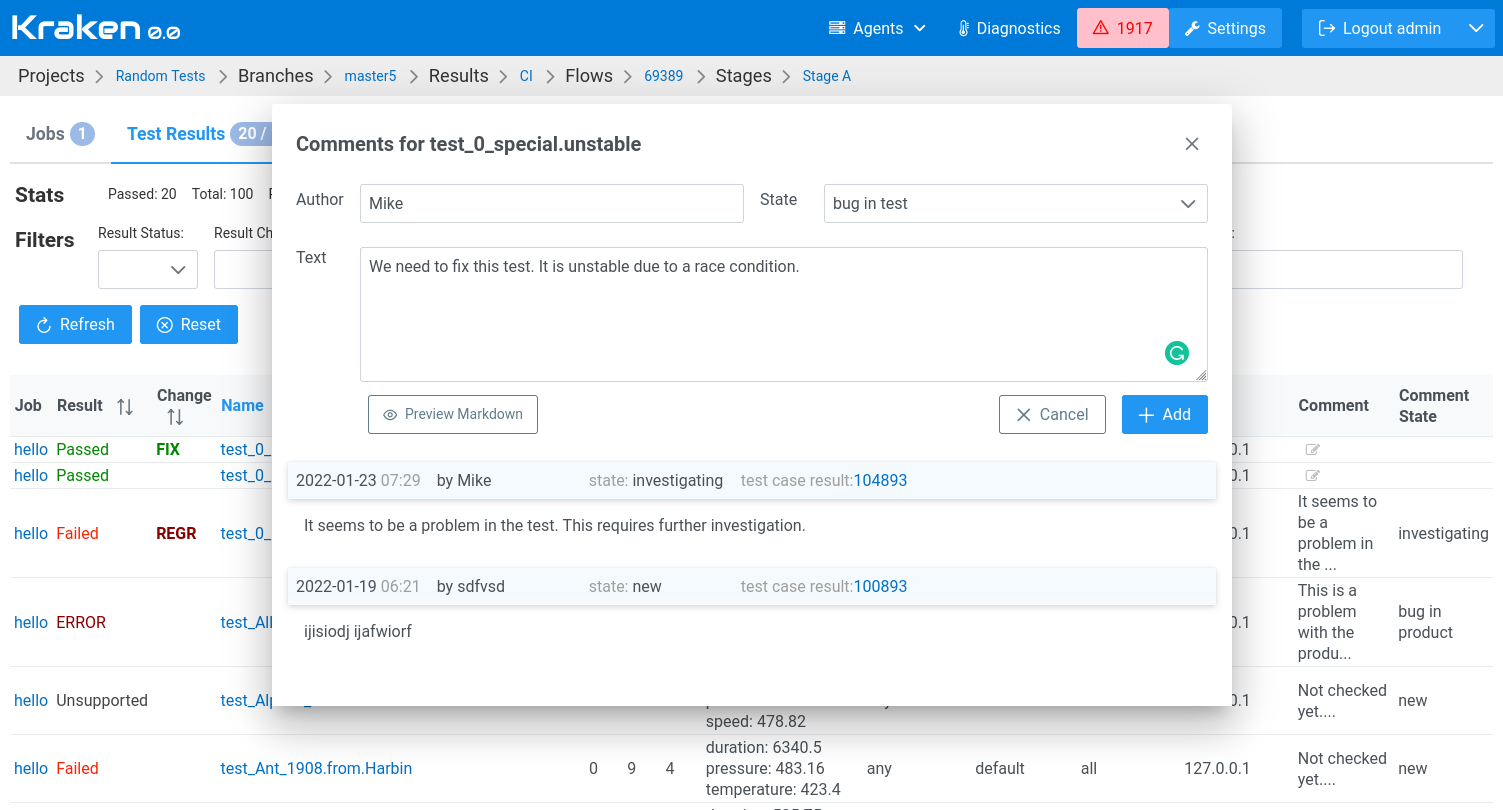 Kraken 0.0
Agents Diagnostics 1917 Settings Logout admin
Projects Random Tests Branches master5 Results CI Flows 69389 Stages Stage A
Jobs 1 Test Results 20 /
Comments for test_0_special.unstable
Stats Passed: 20 Total: 100
Author Mike State bug in test
Filters Result Status: Result Ch
Text We need to fix this test. It is unstable due to a race condition.
Refresh Reset
Preview Markdown Cancel Add
Job Result Change Name Comment Comment State
hello Passed FIX test_0_ 0.1
hello Passed test_0_ 0.1
2022-01-23 07:29 by Mike state: investigating test case result:104893
It seems to be a problem in the test. This requires further investigation.
hello Failed REGR test_0_ 0.1 It seems to be a problem in the ... investigating
2022-01-19 06:21 by sdfvsd state: new test case result:100893
ijisiodj ijafwiorf
hello ERROR test_All 0.1 This is a problem with the produ... bug in product
hello Unsupported test_Alp 0.1 Not checked yet.... new
speed: 478.82
hello Failed test_Ant_1908.from.Harbin 0 9 4 duration: 6340.5 pressure: 483.16 temperature: 423.4 any default all 127.0.0.1 Not checked yet.... new